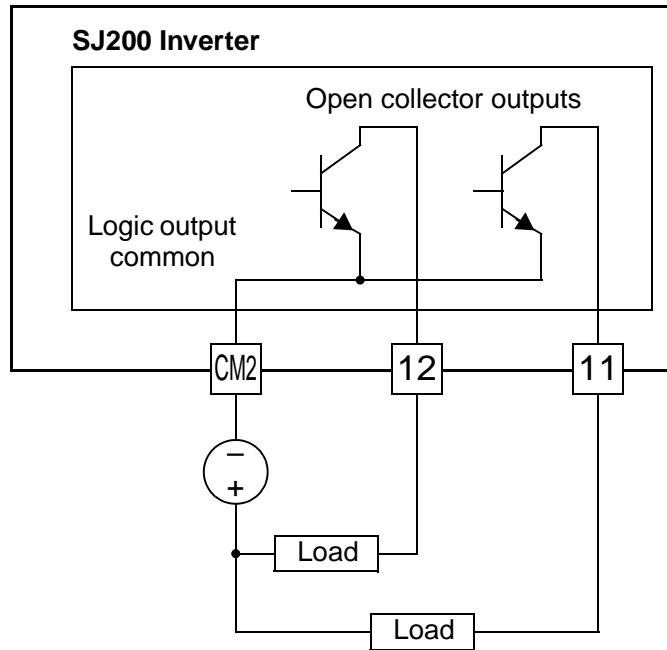 SJ200 Inverter
Open collector outputs
Logic output
common
CM2
12
11
–
+
Load
Load